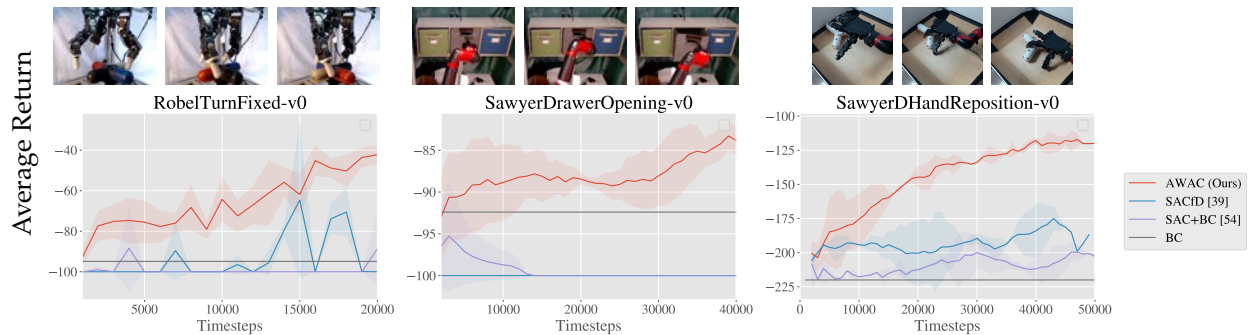 Average Return
RobelTurnFixed-v0
−40
−60
−80
−100
5000 10000 15000 20000
Timesteps
SawyerDrawerOpening-v0
−85
−90
−95
−100
10000 20000 30000 40000
Timesteps
SawyerDHandReposition-v0
−100
−125
−150
−175
−200
−225
0 10000 20000 30000 40000 50000
Timesteps
AWAC (Ours)
SACfD [39]
SAC+BC [54]
BC